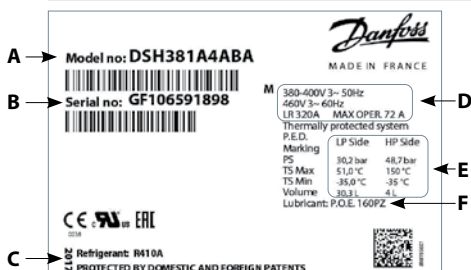 Danfoss
MADE IN FRANCE
A Model no: DSH381A4ABA
B Serial no: GF106591898
M 380-400V 3~ 50Hz
460V 3~ 60Hz
LR 320A MAX OPER. 72 A
D
Thermally protected system
P.E.D.
Marking LP Side HP Side
PS 30,2 bar 48,7 bar
TS Max 51,0 °C 150 °C
TS Min -35,0 °C -35 °C
Volume 30,3 L 4 L
E
Lubricant: P.O.E. 160PZ F
CE us EAC
C Refrigerant: R410A
PROTECTED BY DOMESTIC AND FOREIGN PATENTS